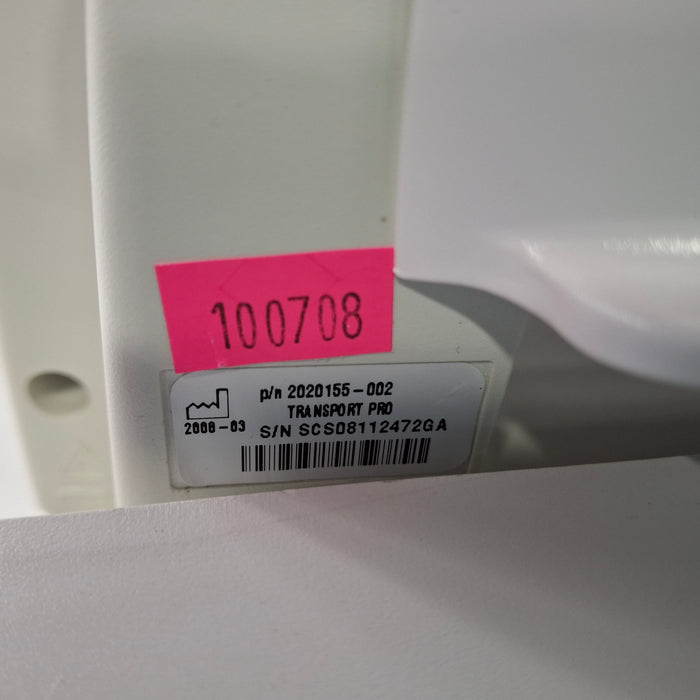 100708
p/n 2020155-002
TRANSPORT PRO
2008-03
S/N SCS08112472GA